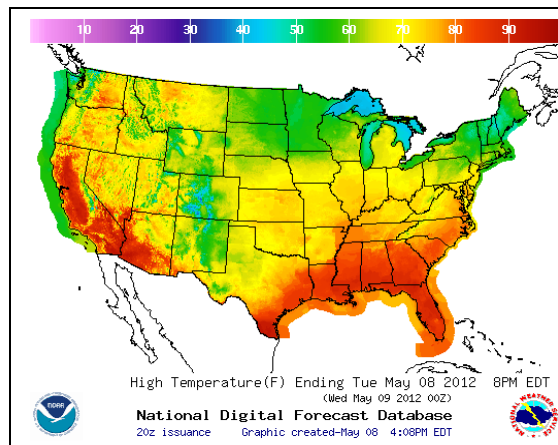 10 20 30 40 50 60 70 80 90
High Temperature(F) Ending Tue May 08 2012 8PM EDT
(Wed May 09 2012 00Z)
National Digital Forecast Database
20z issuance Graphic created-May 08 4:08PM EDT
NOAA